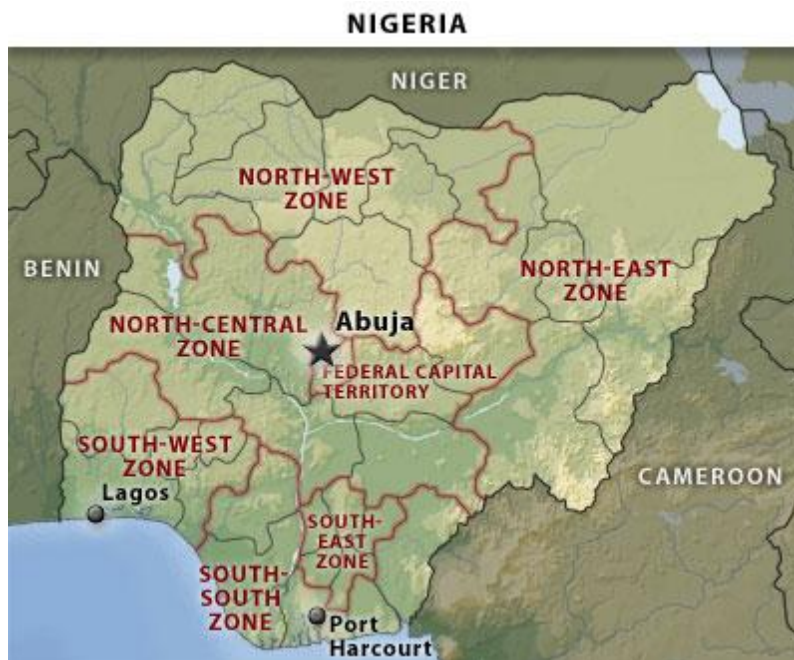 NIGERIA
NIGER
NORTH-WEST
ZONE
BENIN
NORTH-EAST
ZONE
NORTH-CENTRAL
ZONE
Abuja
FEDERAL CAPITAL
TERRITORY
SOUTH-WEST
ZONE
Lagos
CAMEROON
SOUTH-
EAST
ZONE
SOUTH-
SOUTH
ZONE
Port
Harcourt